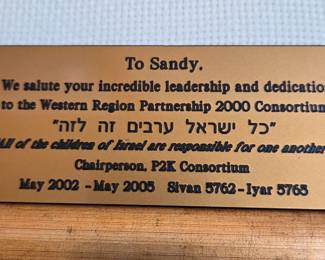 To Sandy,
We salute your incredible leadership and dedication
to the Western Region Partnership 2000 Consortium
"כל ישראל ערבים זה לזה"
All of the children of Israel are responsible for one another
Chairperson, P2K Consortium
May 2002 -May 2005 Sivan 5762-Iyar 5765